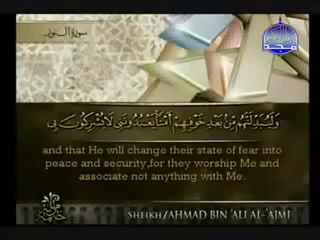 سورة النور
المجد
وَلَيُبَدِّلَنَّهُم مِّنۢ بَعْدِ خَوْفِهِمْ أَمْنًا يَعْبُدُونَنِى لَا يُشْرِكُونَ بِى
and that He will change their state of fear into
peace and security,for they worship Me and
associate not anything with Me.
SHEIKH/AHMAD BIN 'ALI AL-'AJMI